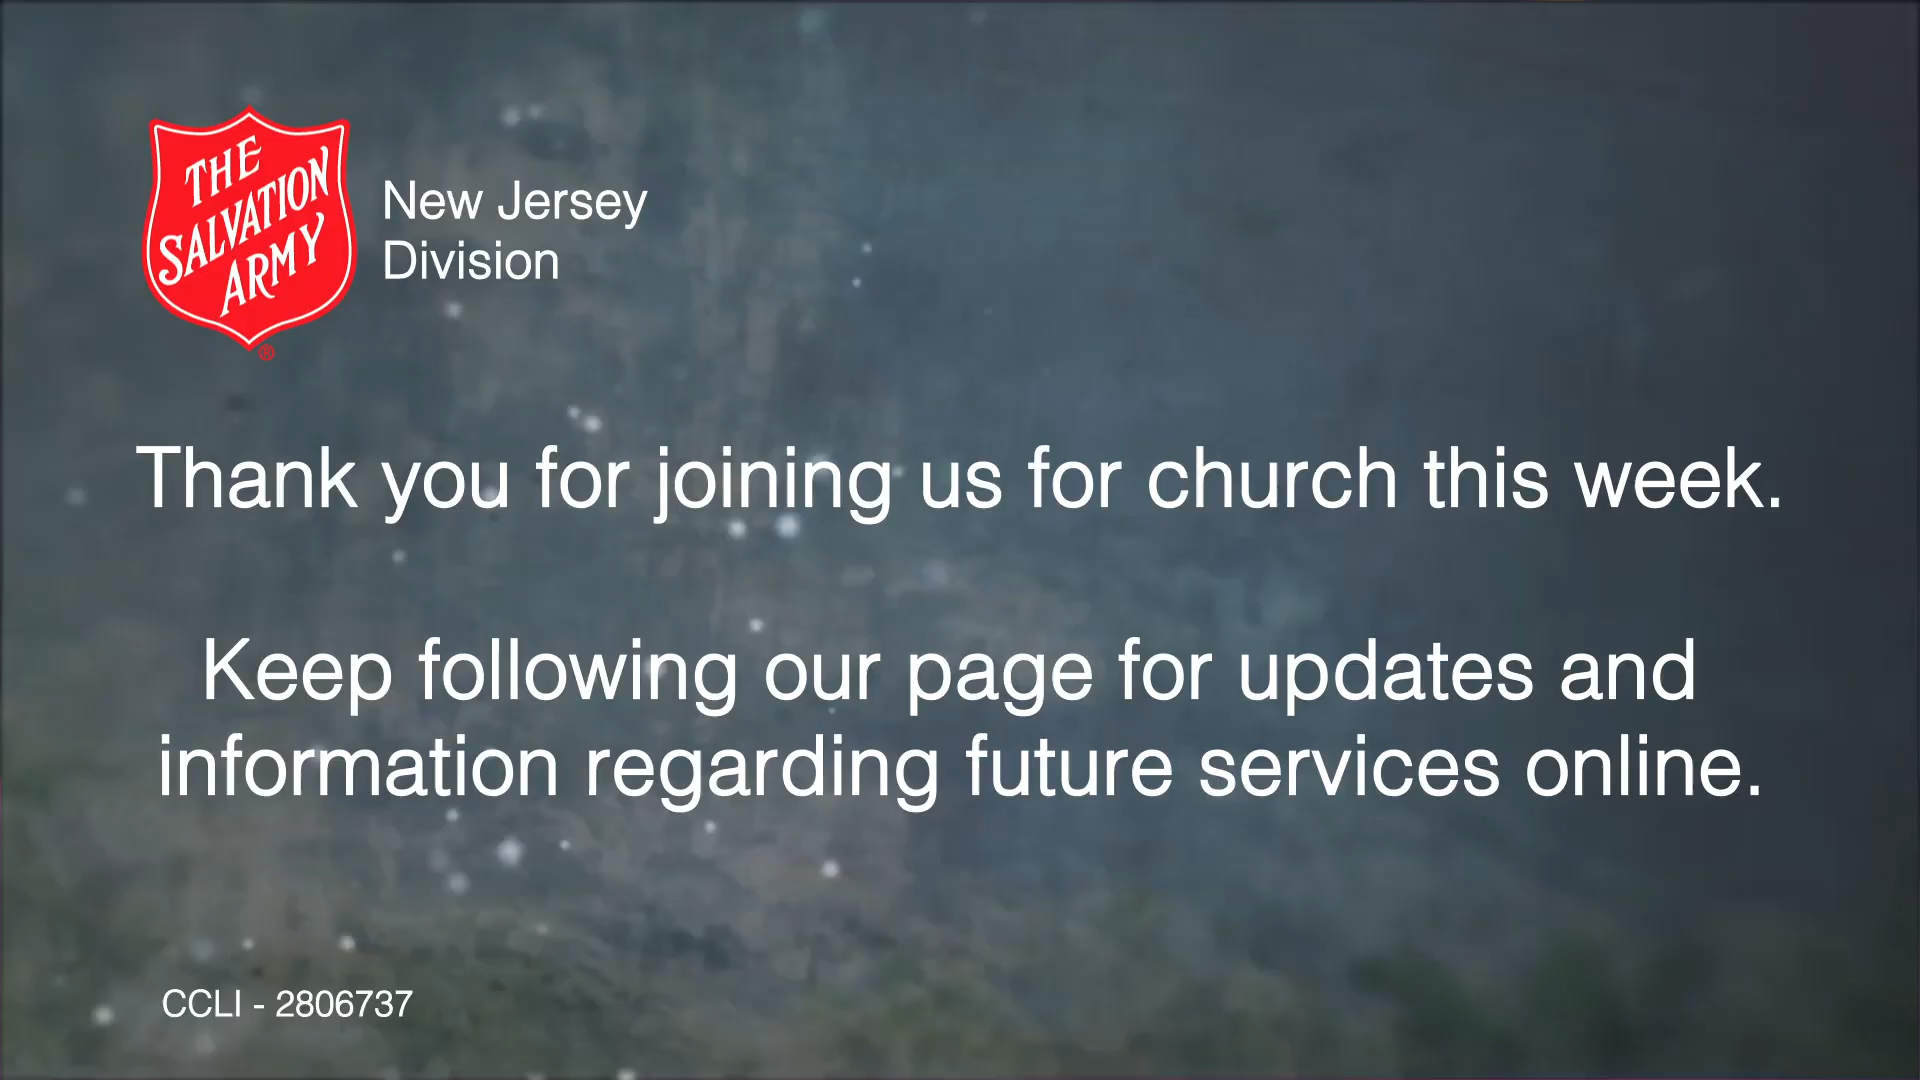 THE
SALVATION
ARMY
®
New Jersey
Division
Thank you for joining us for church this week.
Keep following our page for updates and
information regarding future services online.
CCLI - 2806737